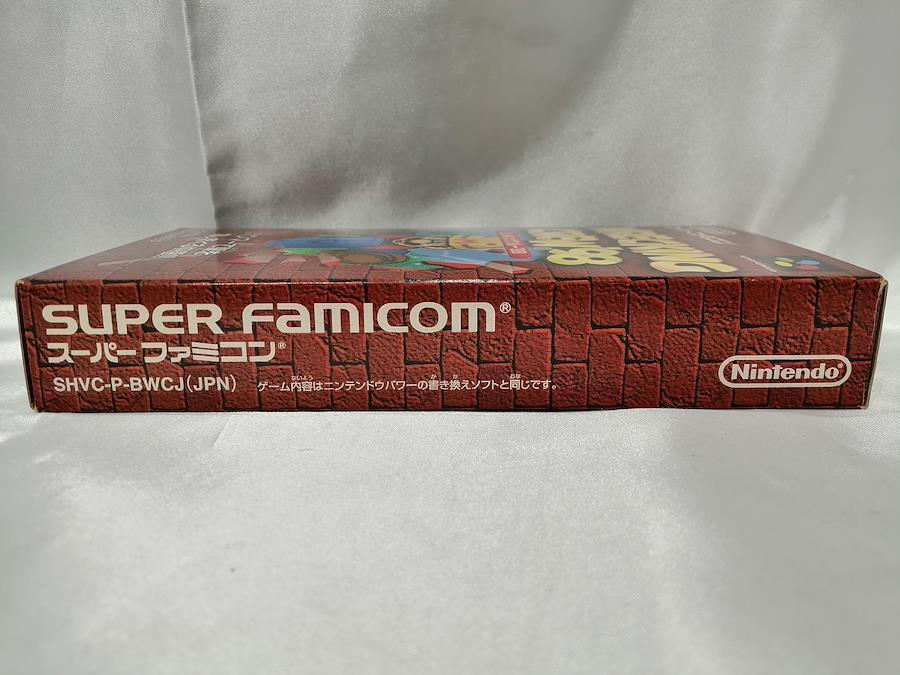 SUPER FAMICOM®
スーパーファミコン®
SHVC-P-BWCJ(JPN)
ゲーム内容はニンテンドウパワーの書き換えソフトと同じです。
Nintendo®